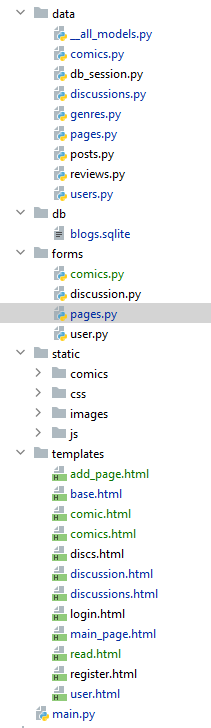 data
__all_models.py
comics.py
db_session.py
discussions.py
genres.py
pages.py
posts.py
reviews.py
users.py
db
blogs.sqlite
forms
comics.py
discussion.py
pages.py
user.py
static
comics
css
images
js
templates
add_page.html
base.html
comic.html
comics.html
discs.html
discussion.html
discussions.html
login.html
main_page.html
read.html
register.html
user.html
main.py